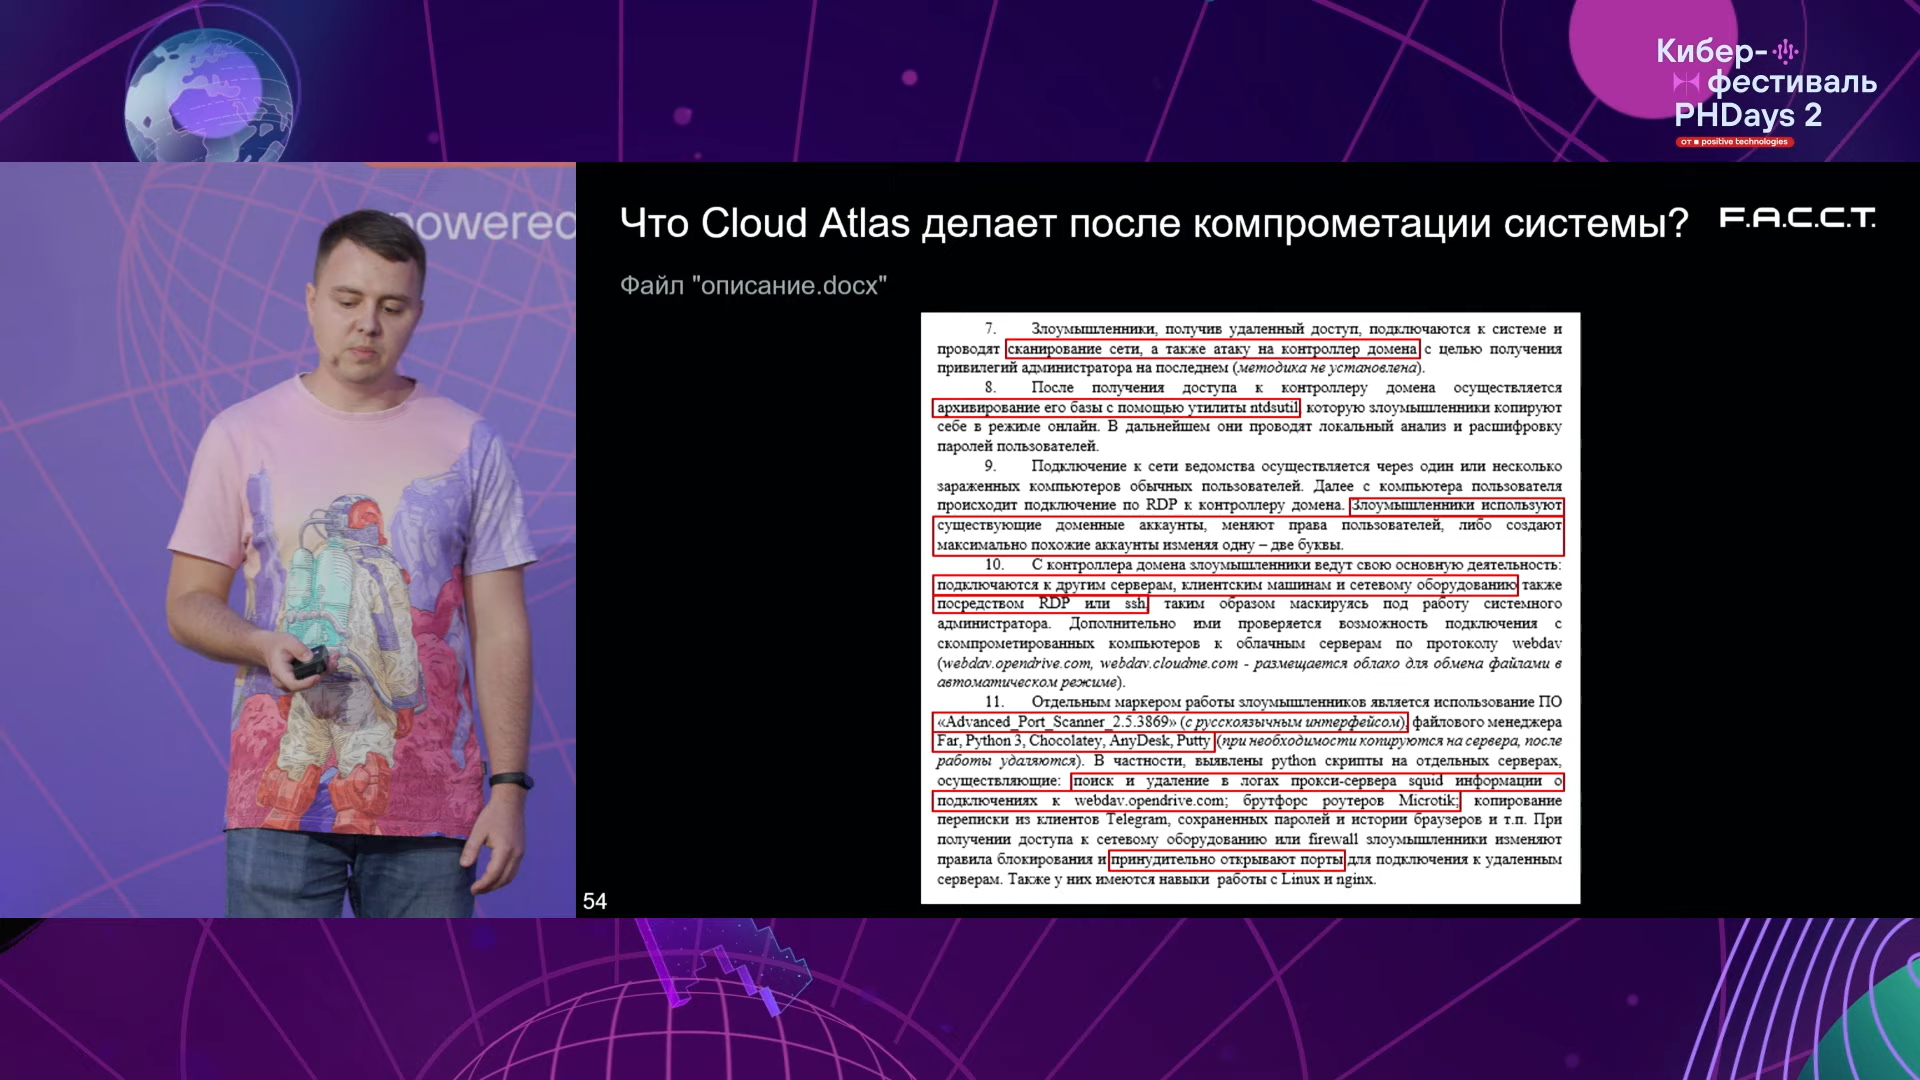 Кибер-
фестиваль
PHDays 2
от positive technologies
powered
Что Cloud Atlas делает после компрометации системы?
F.A.C.C.T.
Файл "описание.docx"
7. Злоумышленники, получив удаленный доступ, подключаются к системе и
проводят сканирование сети, а также атаку на контроллер домена с целью получения
привилегий администратора на последнем (методика не установлена).
8. После получения доступа к контроллеру домена осуществляется
архивирование его базы с помощью утилиты ntdsutil, которую злоумышленники копируют
себе в режиме онлайн. В дальнейшем они проводят локальный анализ и расшифровку
паролей пользователей.
9. Подключение к сети ведомства осуществляется через один или несколько
зараженных компьютеров обычных пользователей. Далее с компьютера пользователя
происходит подключение по RDP к контроллеру домена. Злоумышленники используют
существующие доменные аккаунты, меняют права пользователей, либо создают
максимально похожие аккаунты изменяя одну – две буквы.
10. С контроллера домена злоумышленники ведут свою основную деятельность:
подключаются к другим серверам, клиентским машинам и сетевому оборудованию также
посредством RDP или ssh, таким образом маскируясь под работу системного
администратора. Дополнительно ими проверяется возможность подключения с
скомпрометированных компьютеров к облачным серверам по протоколу webdav
(webdav.opendrive.com, webdav.cloudme.com - размещается облако для обмена файлами в
автоматическом режиме).
11. Отдельным маркером работы злоумышленников является использование ПО
«Advanced_Port_Scanner_2.5.3869» (с русскоязычным интерфейсом), файлового менеджера
Far, Python 3, Chocolatey, AnyDesk, Putty (при необходимости копируются на сервера, после
работы удаляются). В частности, выявлены python скрипты на отдельных серверах,
осуществляющие: поиск и удаление в логах прокси-сервера squid информации о
подключениях к webdav.opendrive.com; брутфорс роутеров Microtik; копирование
переписки из клиентов Telegram, сохраненных паролей и истории браузеров и т.п. При
получении доступа к сетевому оборудованию или firewall злоумышленники изменяют
правила блокирования и принудительно открывают порты для подключения к удаленным
серверам. Также у них имеются навыки работы с Linux и nginx.
54